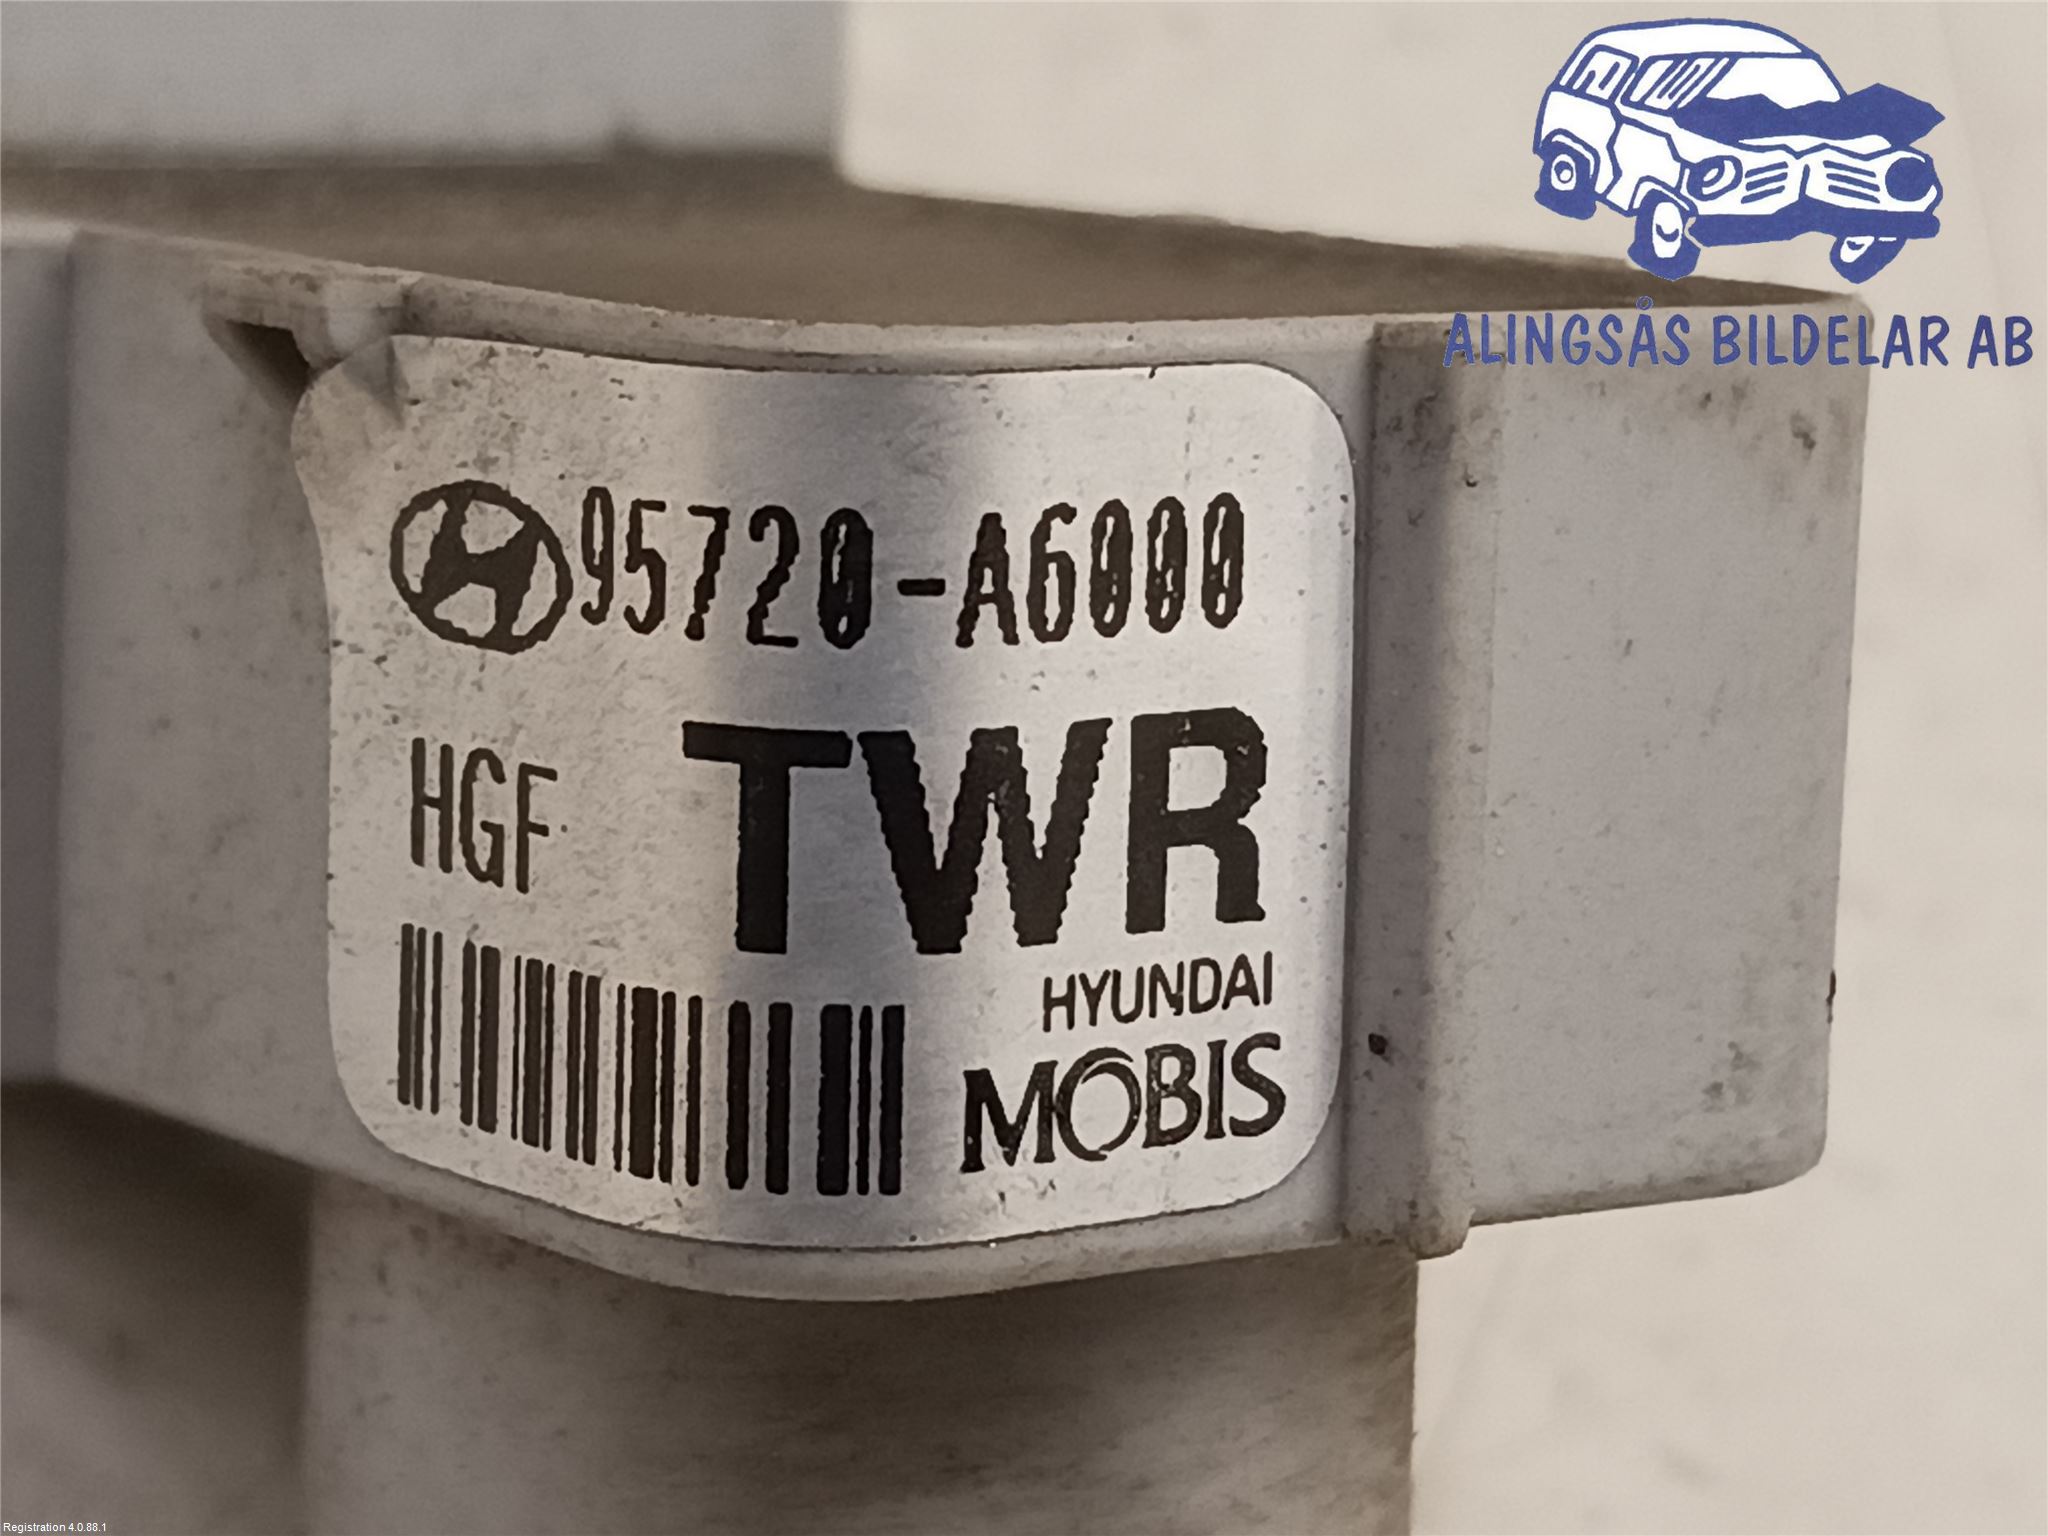 ALINGSÅS BILDELAR AB
95720-A6000
HGF
TWR
HYUNDAI
MOBIS
Registration 4.0.88.1